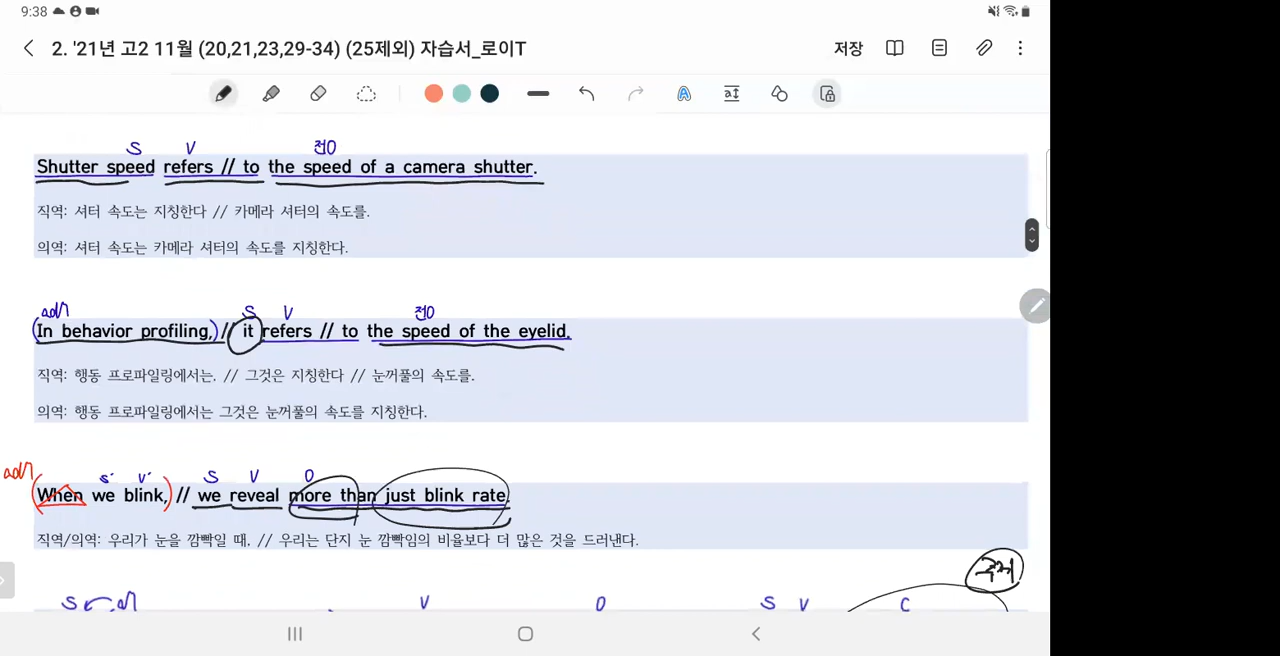 9:38
2. '21년 고2 11월 (20,21,23,29-34) (25제외) 자습서_로이T
저장
S V 전O
Shutter speed refers // to the speed of a camera shutter.
직역: 셔터 속도는 지칭한다 // 카메라 셔터의 속도를.
의역: 셔터 속도는 카메라 셔터의 속도를 지칭한다.
S V 전O
(In behavior profiling,) // it refers // to the speed of the eyelid.
직역: 행동 프로파일링에서는, // 그것은 지칭한다 // 눈꺼풀의 속도를.
의역: 행동 프로파일링에서는 그것은 눈꺼풀의 속도를 지칭한다.
s' v' S V O
(When we blink,) // we reveal more than just blink rate.
직역/의역: 우리가 눈을 깜빡일 때, // 우리는 단지 눈 깜빡임의 비율보다 더 많은 것을 드러낸다.
S V O S V C